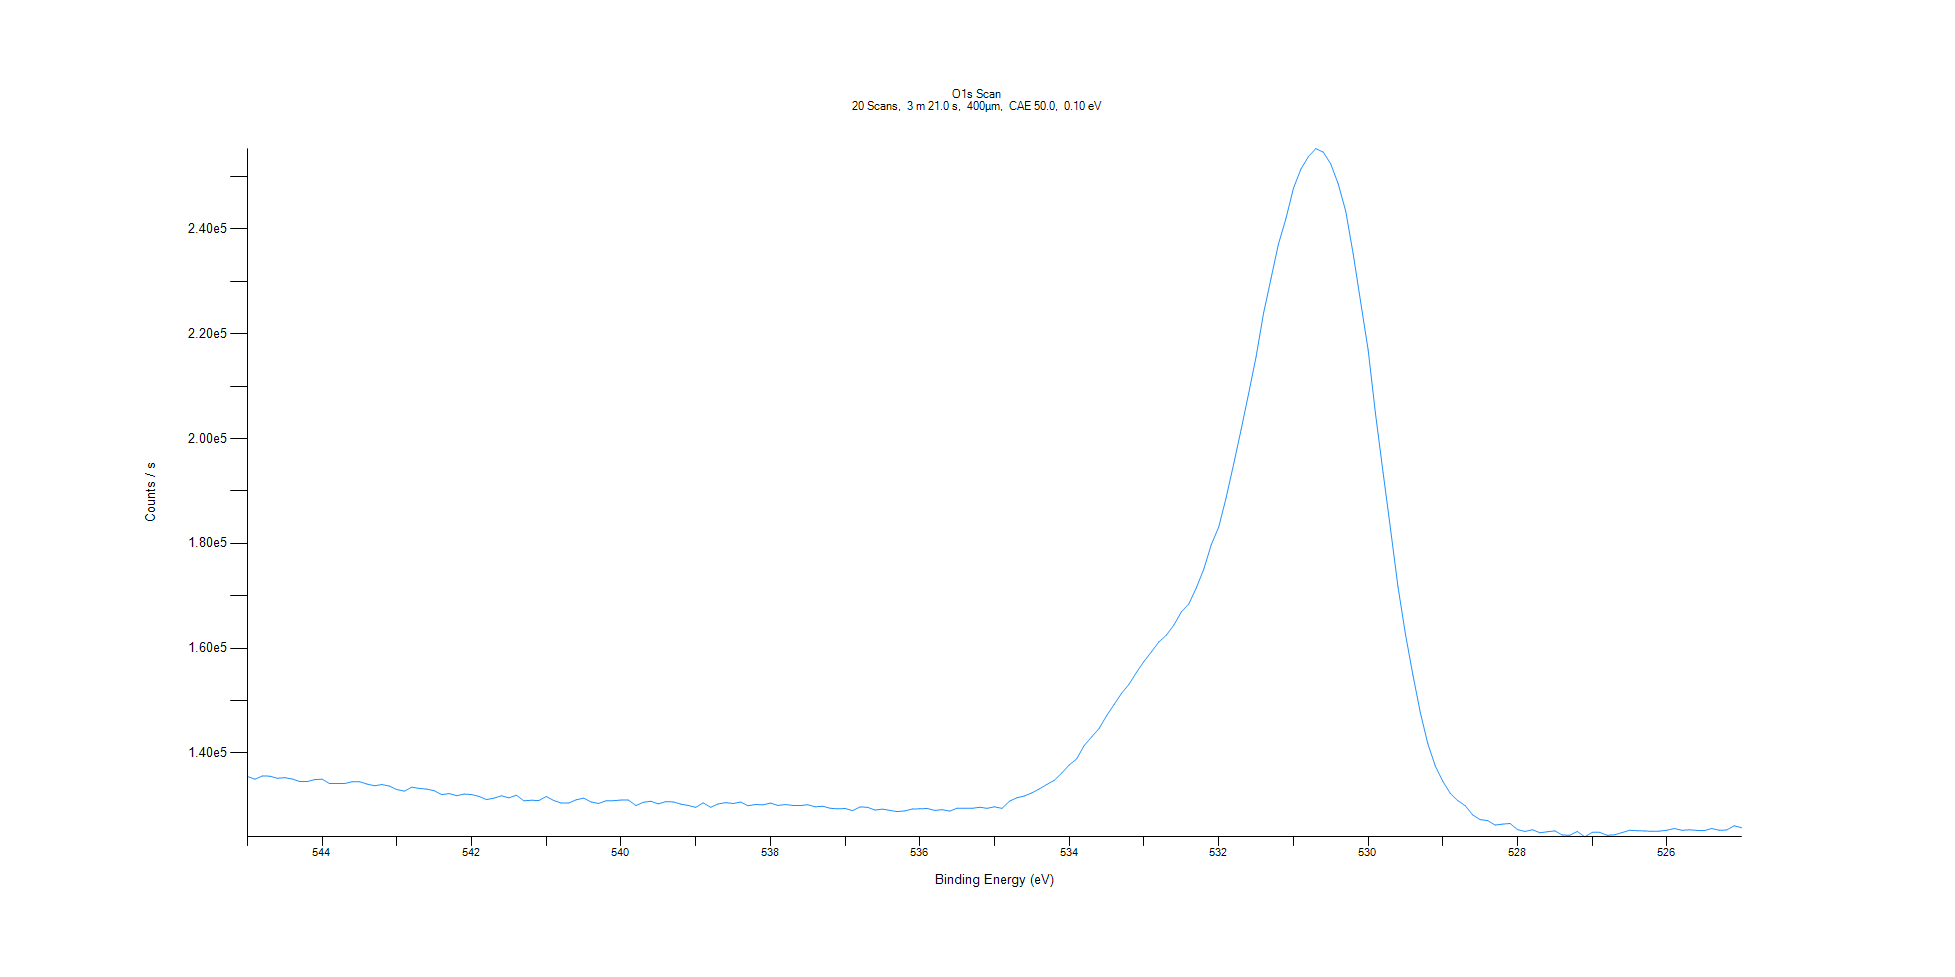 O1s Scan
20 Scans,  3 m 21.0 s,  400µm,  CAE 50.0,  0.10 eV
2.40e5
2.20e5
2.00e5
1.80e5
1.60e5
1.40e5
Counts / s
544 542 540 538 536 534 532 530 528 526
Binding Energy (eV)